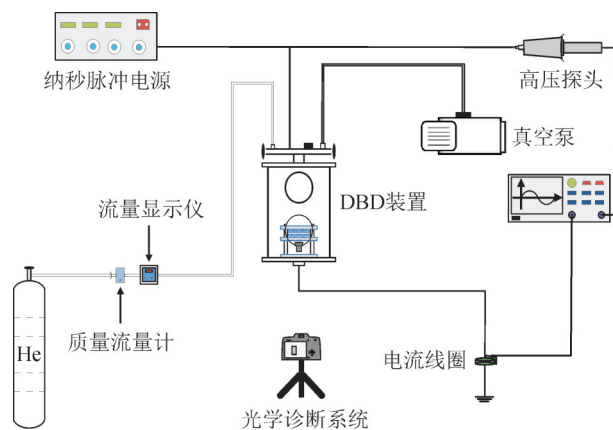 纳秒脉冲电源
高压探头
真空泵
DBD装置
流量显示仪
He
质量流量计
电流线圈
光学诊断系统